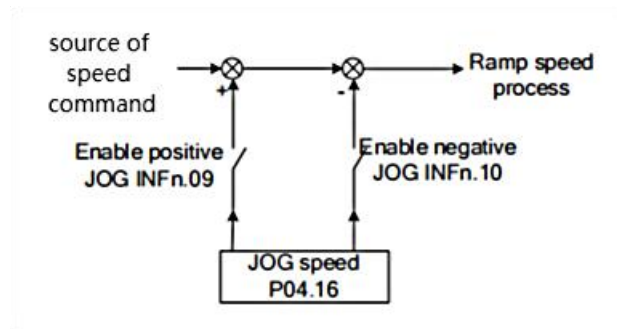 source of
speed
command
+
-
Ramp speed
process
Enable positive
JOG INFn.09
Enable negative
JOG INFn.10
JOG speed
P04.16